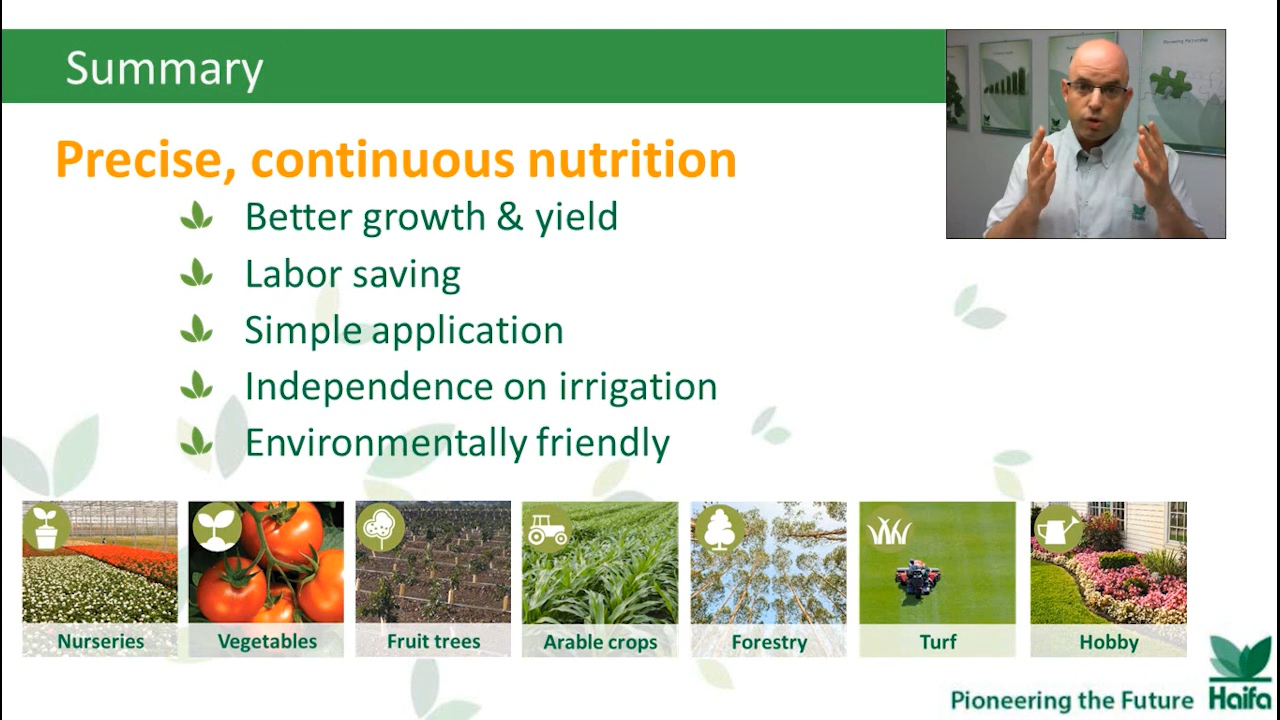 Summary
Precise, continuous nutrition
Better growth & yield
Labor saving
Simple application
Independence on irrigation
Environmentally friendly
Nurseries
Vegetables
Fruit trees
Arable crops
Forestry
Turf
Hobby
Pioneering the Future
Haifa